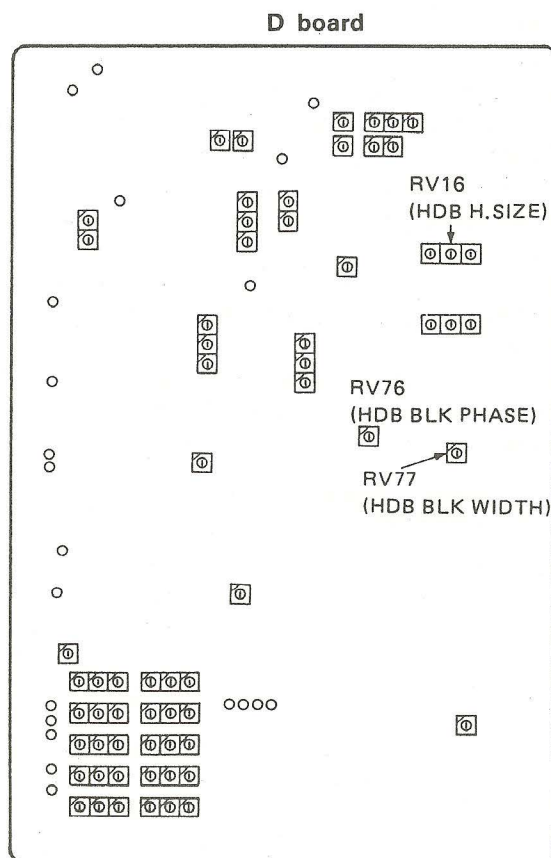 D board
RV16
(HDB H.SIZE)
RV76
(HDB BLK PHASE)
RV77
(HDB BLK WIDTH)